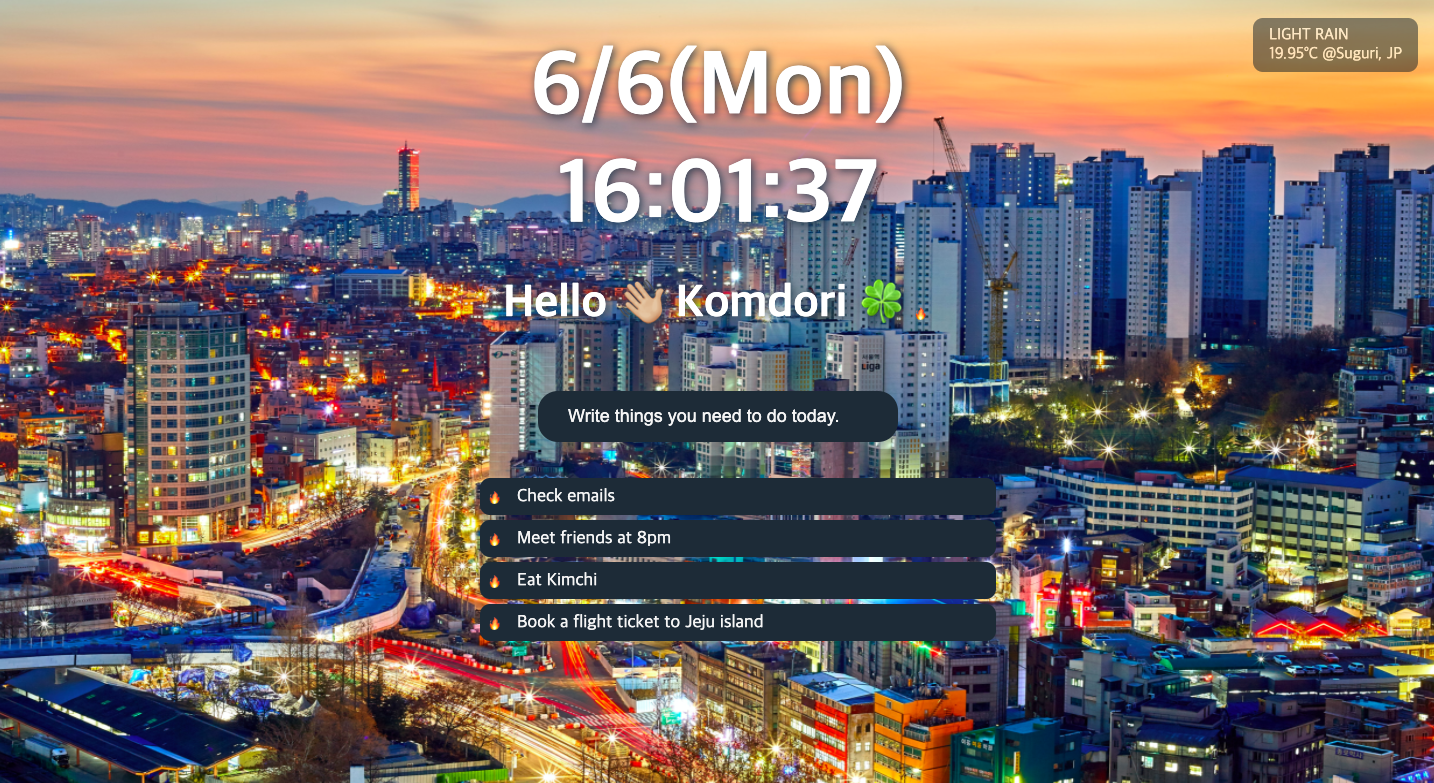 LIGHT RAIN
19.95℃ @Suguri, JP
6/6(Mon)
16:01:37
Hello 👋🏼 Komdori 🍀
🔥
Liga
Write things you need to do today.
🔥 Check emails
🔥 Meet friends at 8pm
🔥 Eat Kimchi
🔥 Book a flight ticket to Jeju island